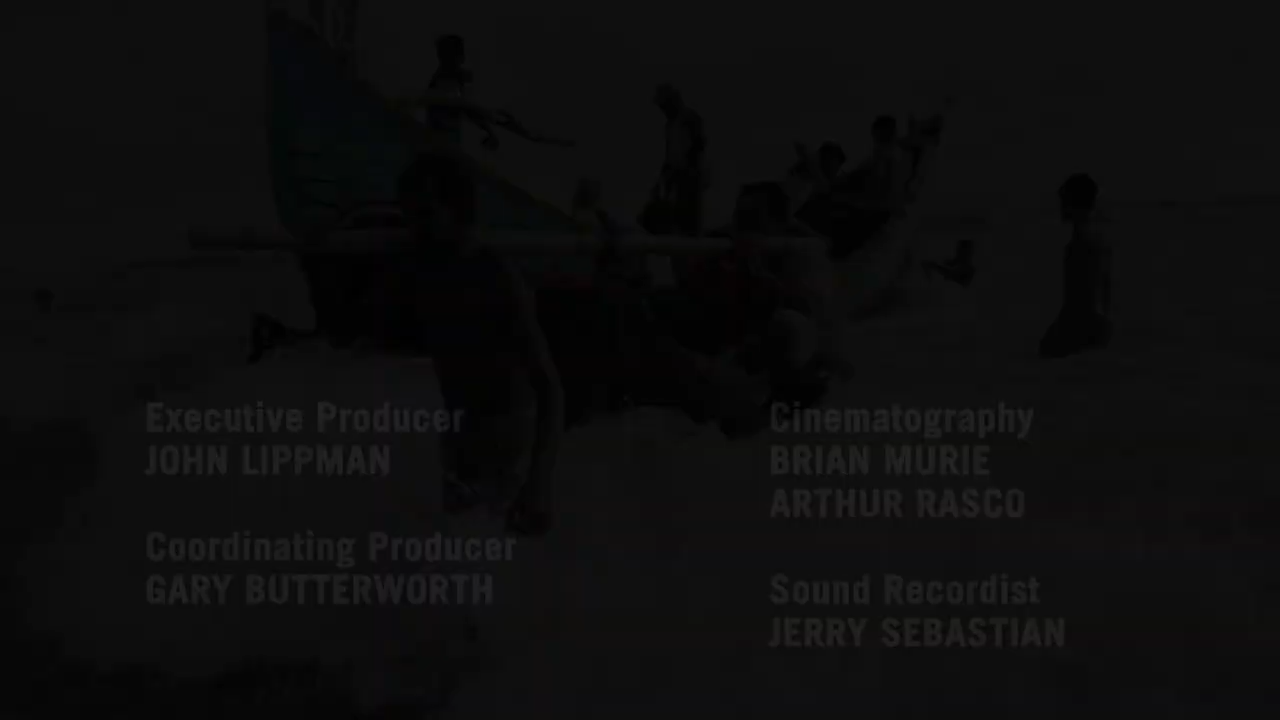 Executive Producer
JOHN LIPPMAN
Coordinating Producer
GARY BUTTERWORTH
Cinematography
BRIAN MURIE
ARTHUR RASCO
Sound Recordist
JERRY SEBASTIAN